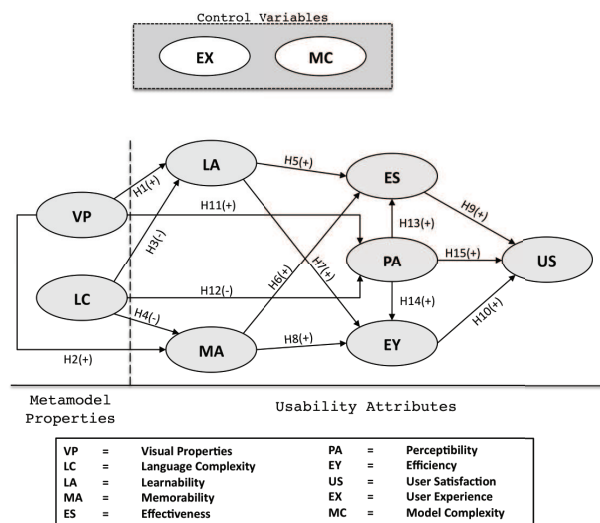 Control Variables
EX
MC
LA
ES
VP
PA
US
LC
MA
EY
H1(+)
H5(+)
H11(+)
H9(+)
H13(+)
H3(-)
H15(+)
H6(+)
H7(+)
H12(-)
H14(+)
H4(-)
H10(+)
H8(+)
H2(+)
Metamodel
Properties
Usability Attributes
VP = Visual Properties
LC = Language Complexity
LA = Learnability
MA = Memorability
ES = Effectiveness
PA = Perceptibility
EY = Efficiency
US = User Satisfaction
EX = User Experience
MC = Model Complexity